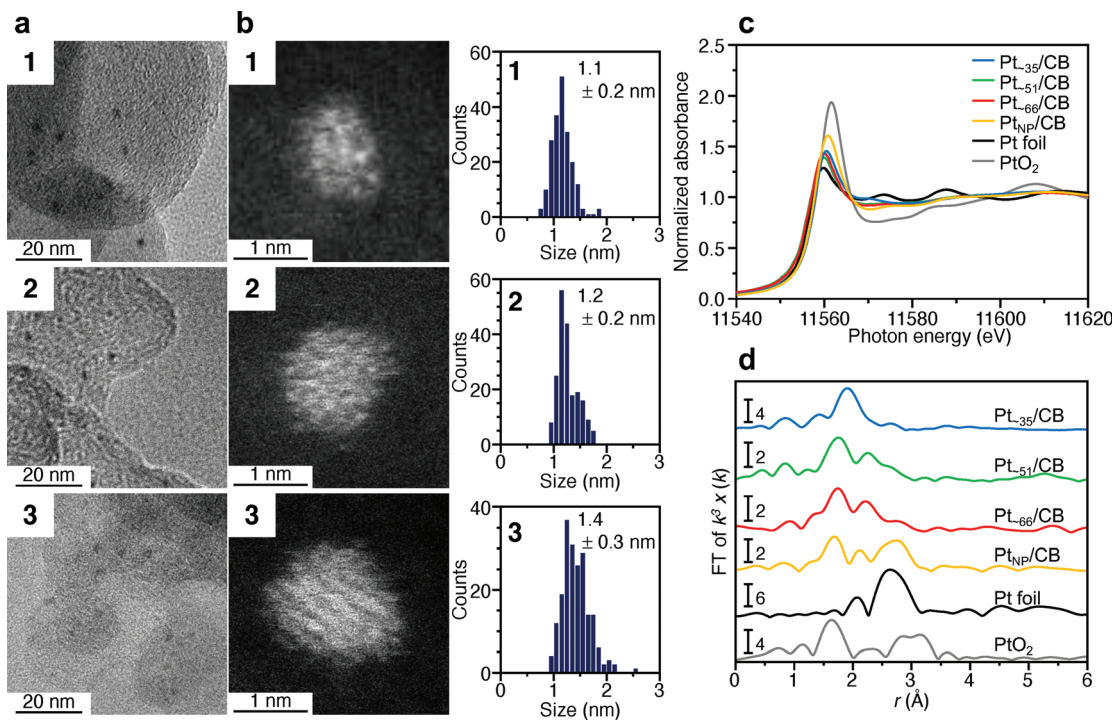 a
b
c
1
20 nm
1
1 nm
60
40
20
0
Counts
1
1.1
± 0.2 nm
0
1
2
3
Size (nm)
2
20 nm
2
1 nm
60
40
20
0
Counts
2
1.2
± 0.2 nm
0
1
2
3
Size (nm)
3
20 nm
3
1 nm
40
20
0
Counts
3
1.4
± 0.3 nm
0
1
2
3
Size (nm)
2.5
2.0
1.5
1.0
0.5
0.0
Normalized absorbance
Pt~35/CB
Pt~51/CB
Pt~66/CB
PtNP/CB
Pt foil
PtO2
11540
11560
11580
11600
11620
Photon energy (eV)
d
FT of k³ x (k)
4
Pt~35/CB
2
Pt~51/CB
2
Pt~66/CB
2
PtNP/CB
6
Pt foil
4
PtO2
0
1
2
3
4
5
6
r (Å)